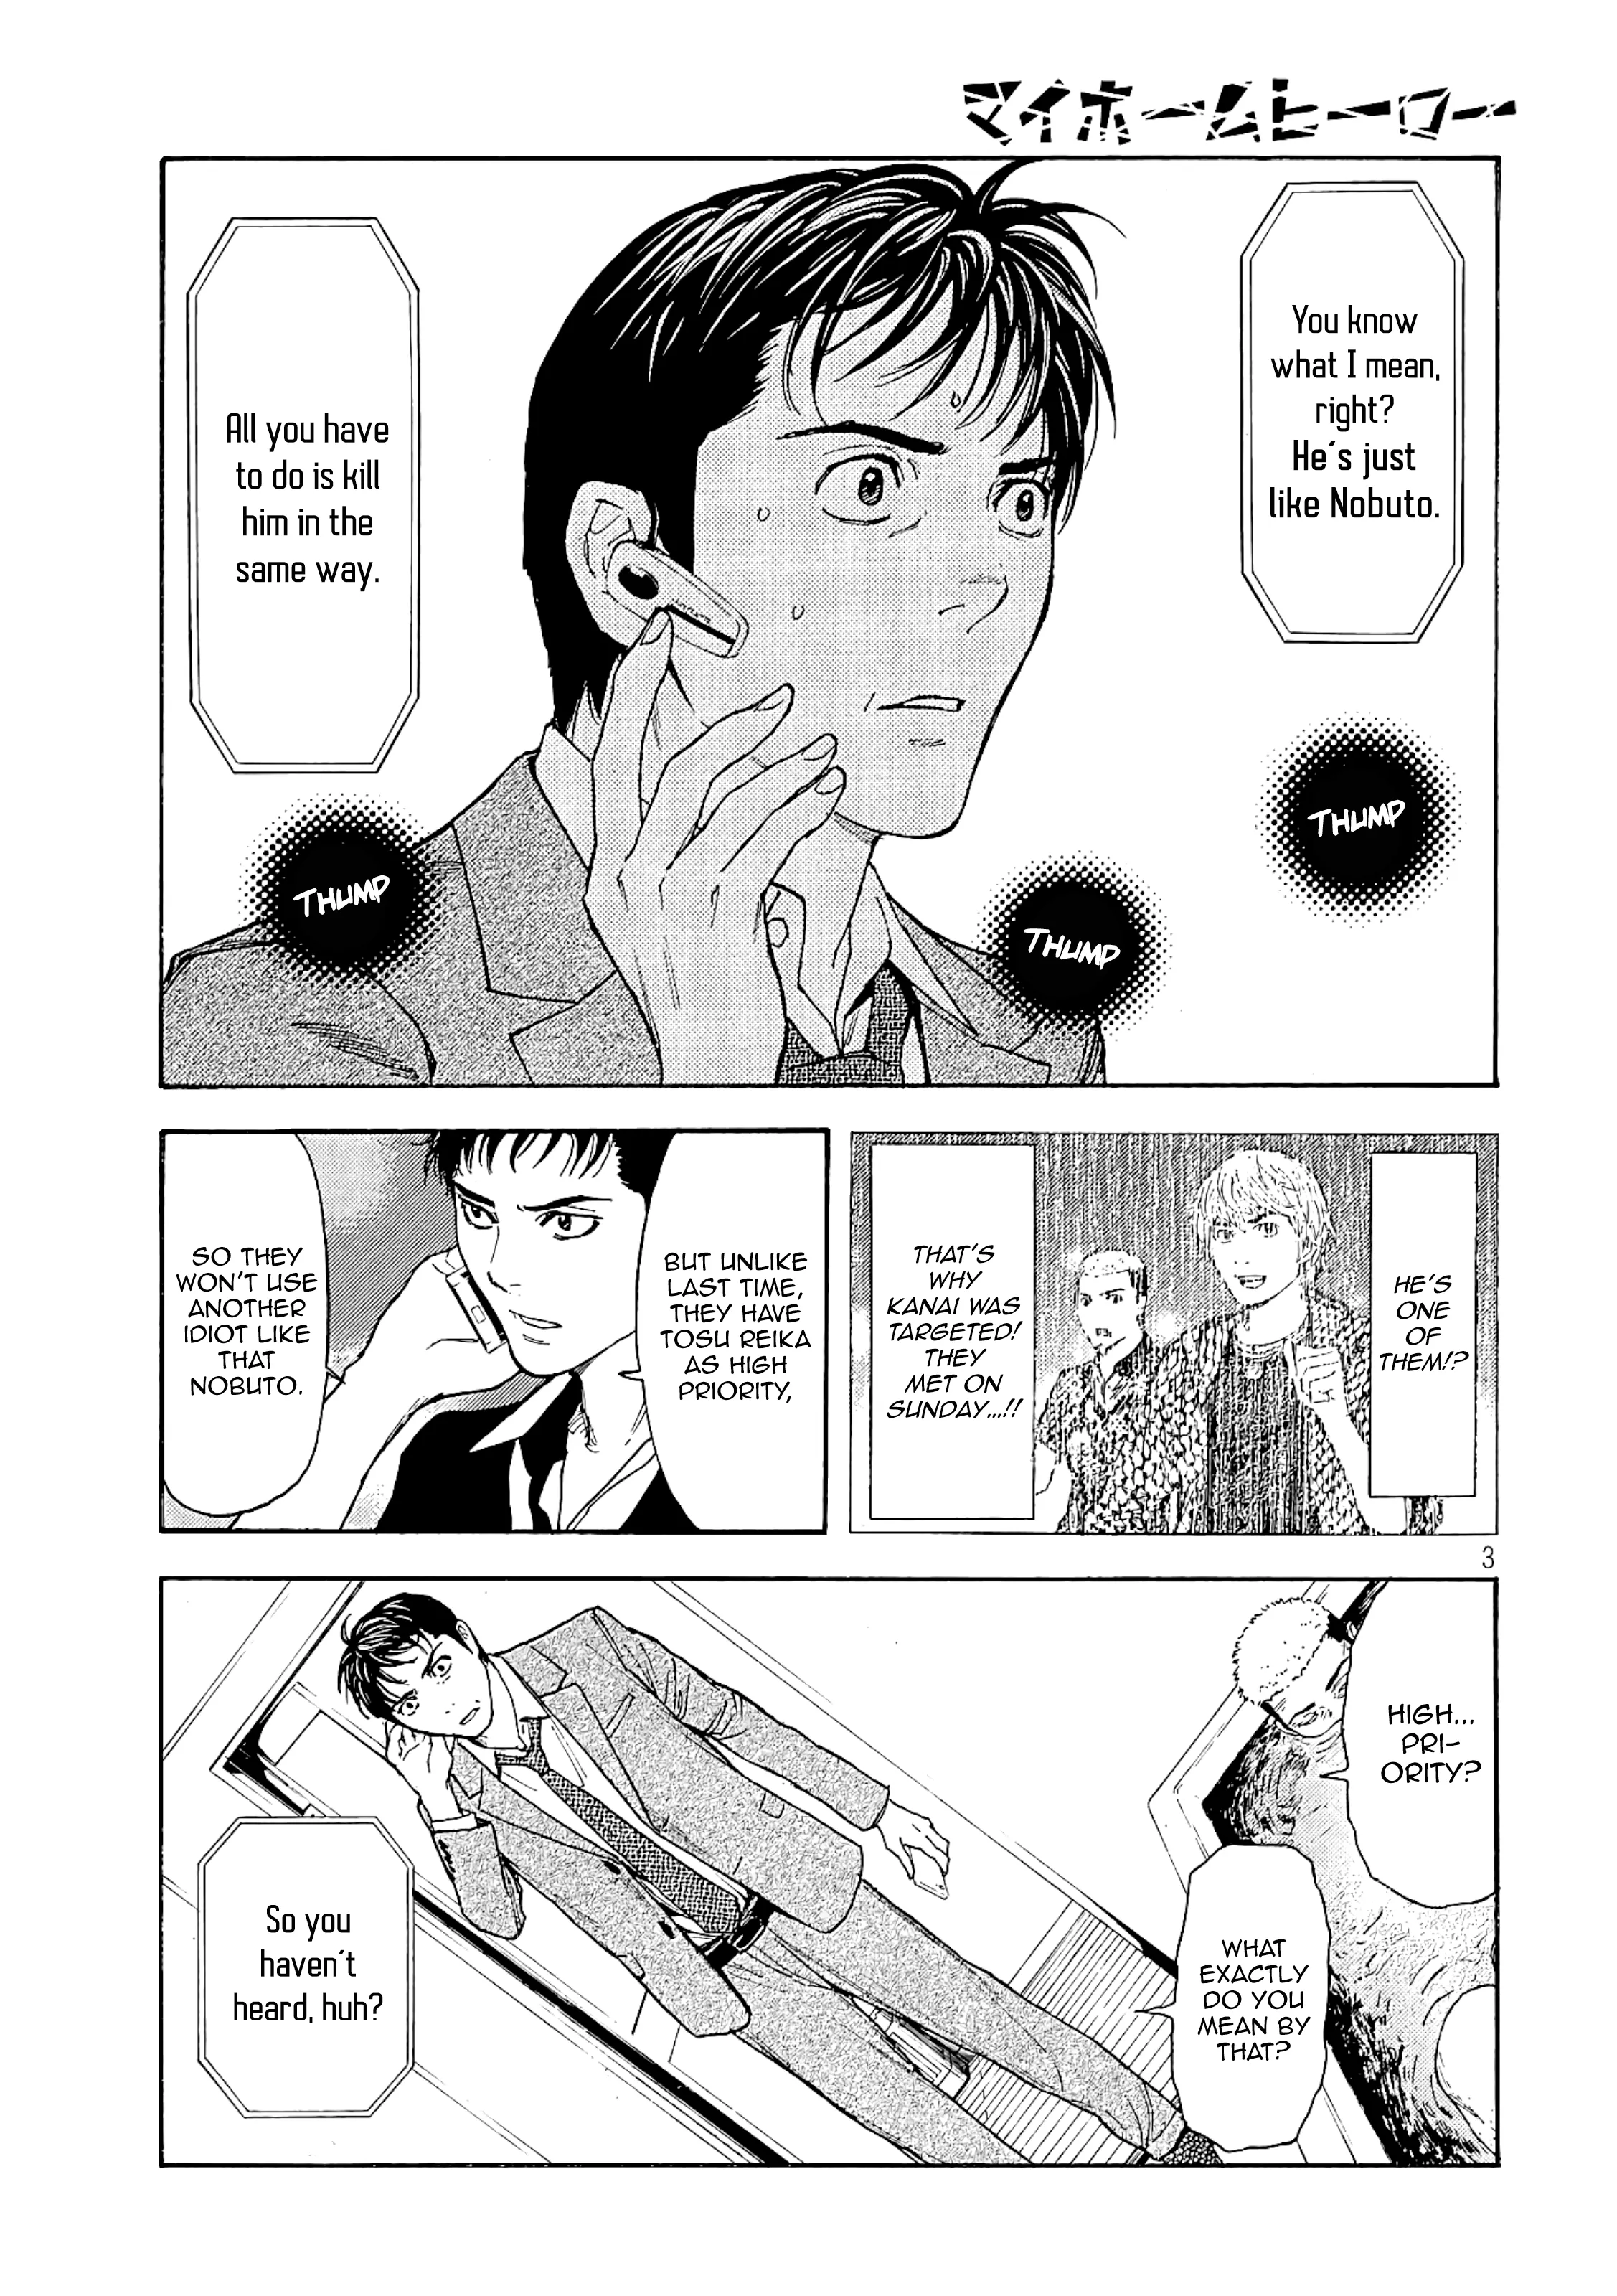 マイホームヒーロー
You know
what I mean,
right?
He's just
like Nobuto.
All you have
to do is kill
him in the
same way.
THUMP
THUMP
THUMP
HE'S
ONE
OF
THEM!?
THAT'S
WHY
KANAI WAS
TARGETED!
THEY
MET ON
SUNDAY...!!
BUT UNLIKE
LAST TIME,
THEY HAVE
TOSU REIKA
AS HIGH
PRIORITY,
SO THEY
WON'T USE
ANOTHER
IDIOT LIKE
THAT
NOBUTO.
3
HIGH...
PRI-
ORITY?
WHAT
EXACTLY
DO YOU
MEAN BY
THAT?
So you
haven't
heard, huh?